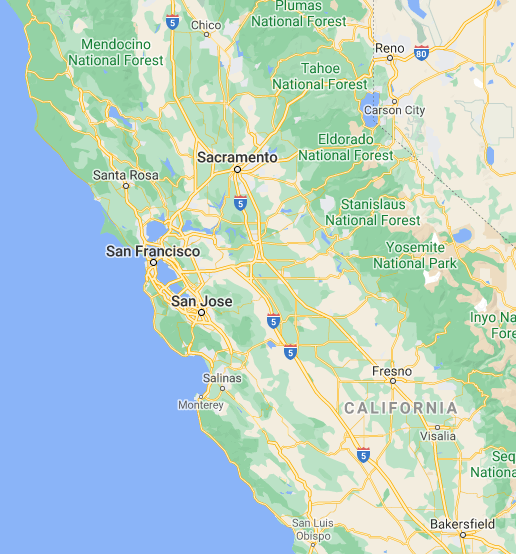 Plumas
National Forest
5
Chico
Mendocino
National Forest
Reno
80
Tahoe
National Forest
Carson City
Eldorado
National Forest
Sacramento
Santa Rosa
5
Stanislaus
National Forest
San Francisco
Yosemite
National Park
San Jose
Inyo Na
Fore
5
5
Fresno
Salinas
Monterey
CALIFORNIA
Visalia
5
Seq
Nationa
San Luis
Obispo
Bakersfield